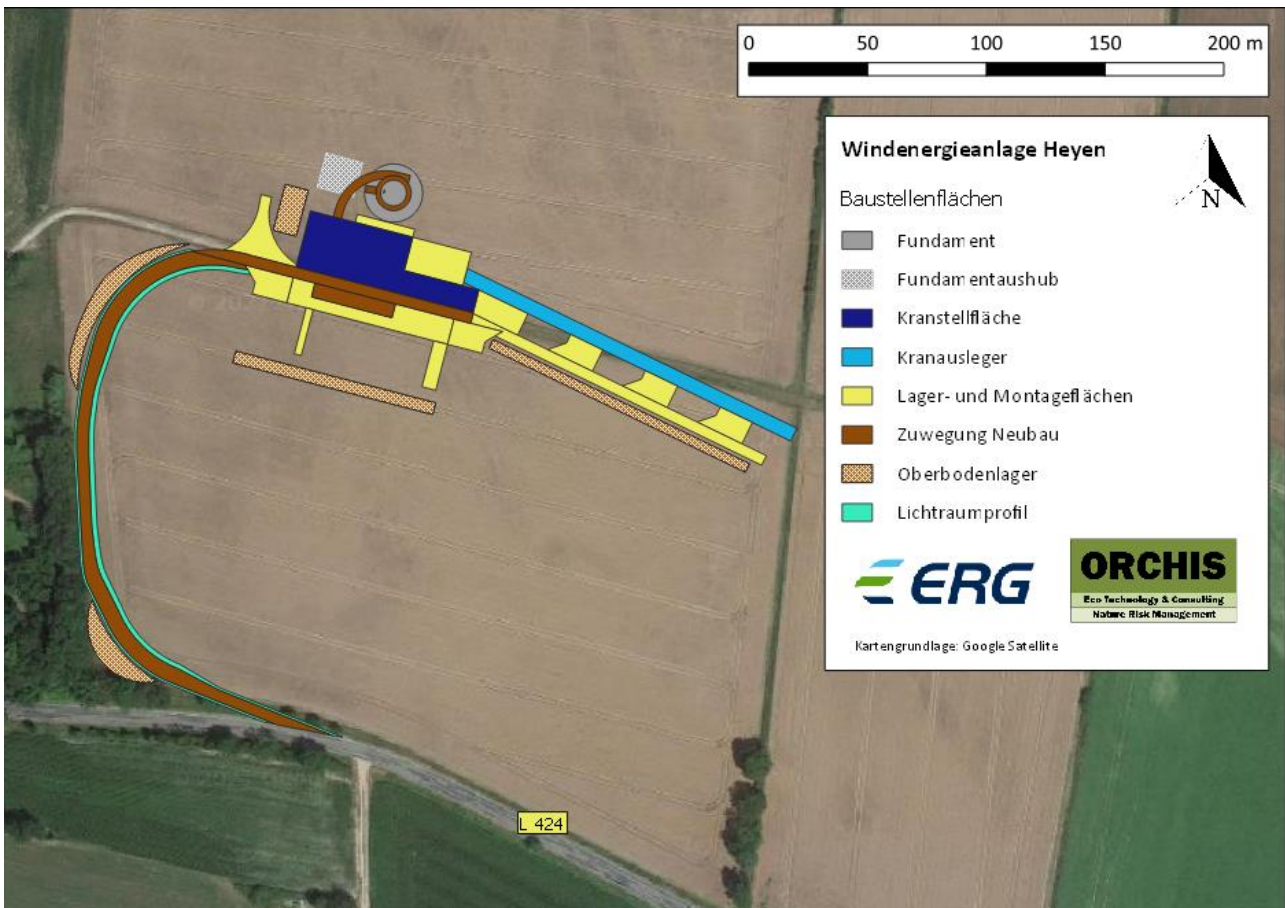 0 50 100 150 200 m
Windenergieanlage Heyen
Baustellenflächen
N
Fundament
Fundamentaushub
Kranstellfläche
Kranausleger
Lager- und Montageflächen
Zuwegung Neubau
Oberbodenlager
Lichtraumprofil
ERG
ORCHIS
Eco Technology & Consulting
Nature Risk Management
Kartengrundlage: Google Satellite
L 424